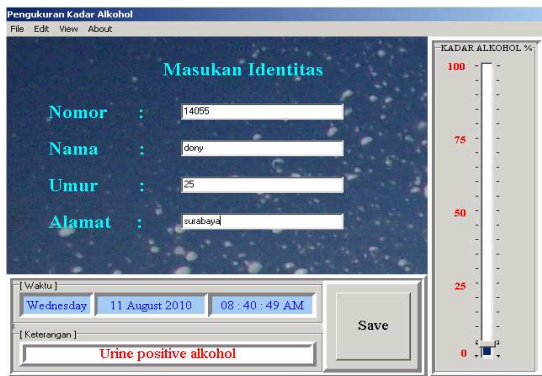 Pengukuran Kadar Alkohol
File Edit View About
Masukan Identitas
Nomor : 14055
Nama : dony
Umur : 25
Alamat : surabaya
[ Waktu ]
Wednesday 11 August 2010 08 : 40 : 49 AM
[ Keterangan ]
Urine positive alkohol
Save
KADAR ALKOHOL %
100
75
50
25
0